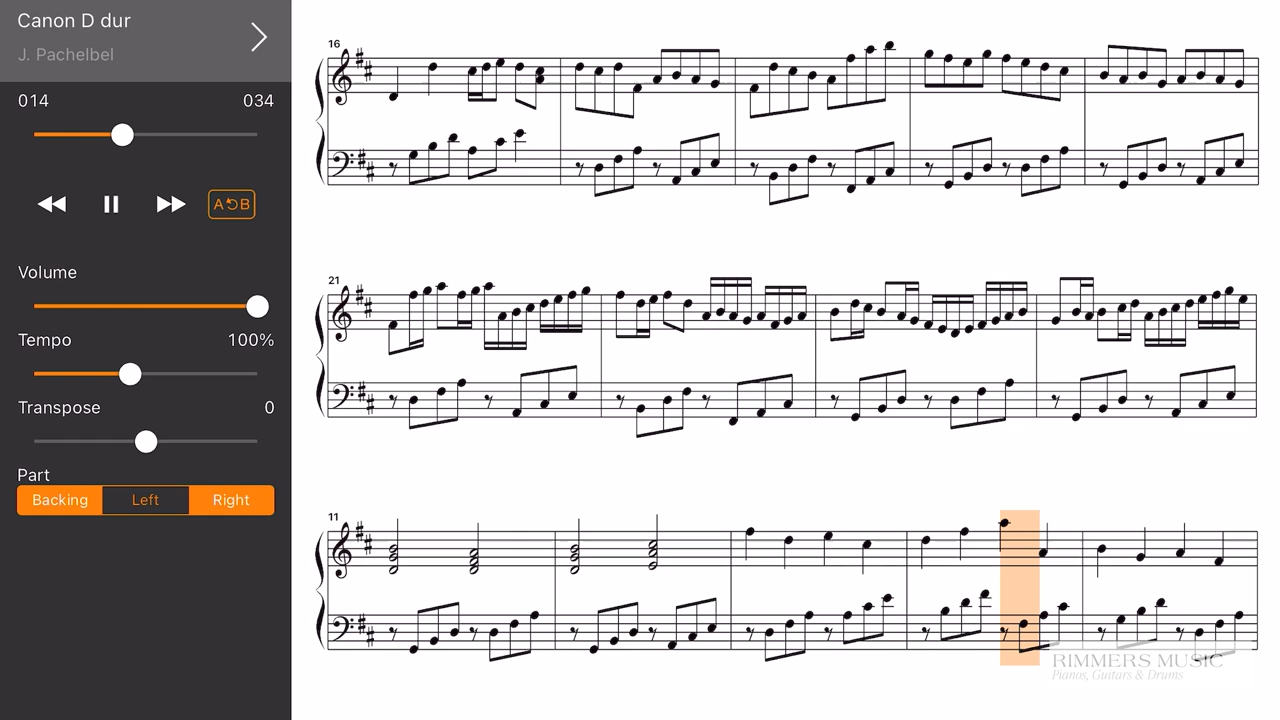 Canon D dur
J. Pachelbel
014 034
A B
Volume
Tempo 100%
Transpose 0
Part
Backing Left Right
16
21
11
RIMMERS MUSIC
Pianos, Guitars & Drums